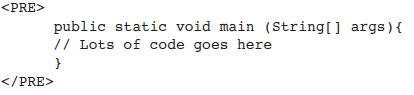 <PRE>
public static void main (String[] args){
// Lots of code goes here
}
</PRE>